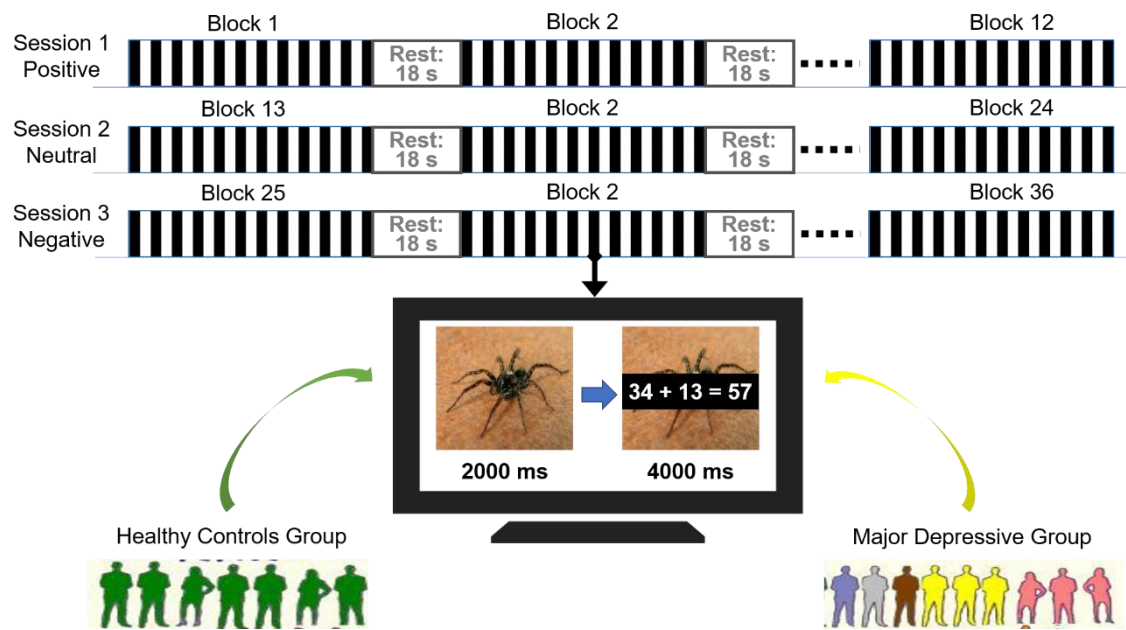 Block 1
Block 2
Block 12
Session 1
Positive
Rest:
18 s
Rest:
18 s
Block 13
Block 2
Block 24
Session 2
Neutral
Rest:
18 s
Rest:
18 s
Block 25
Block 2
Block 36
Session 3
Negative
Rest:
18 s
Rest:
18 s
34 + 13 = 57
2000 ms
4000 ms
Healthy Controls Group
Major Depressive Group